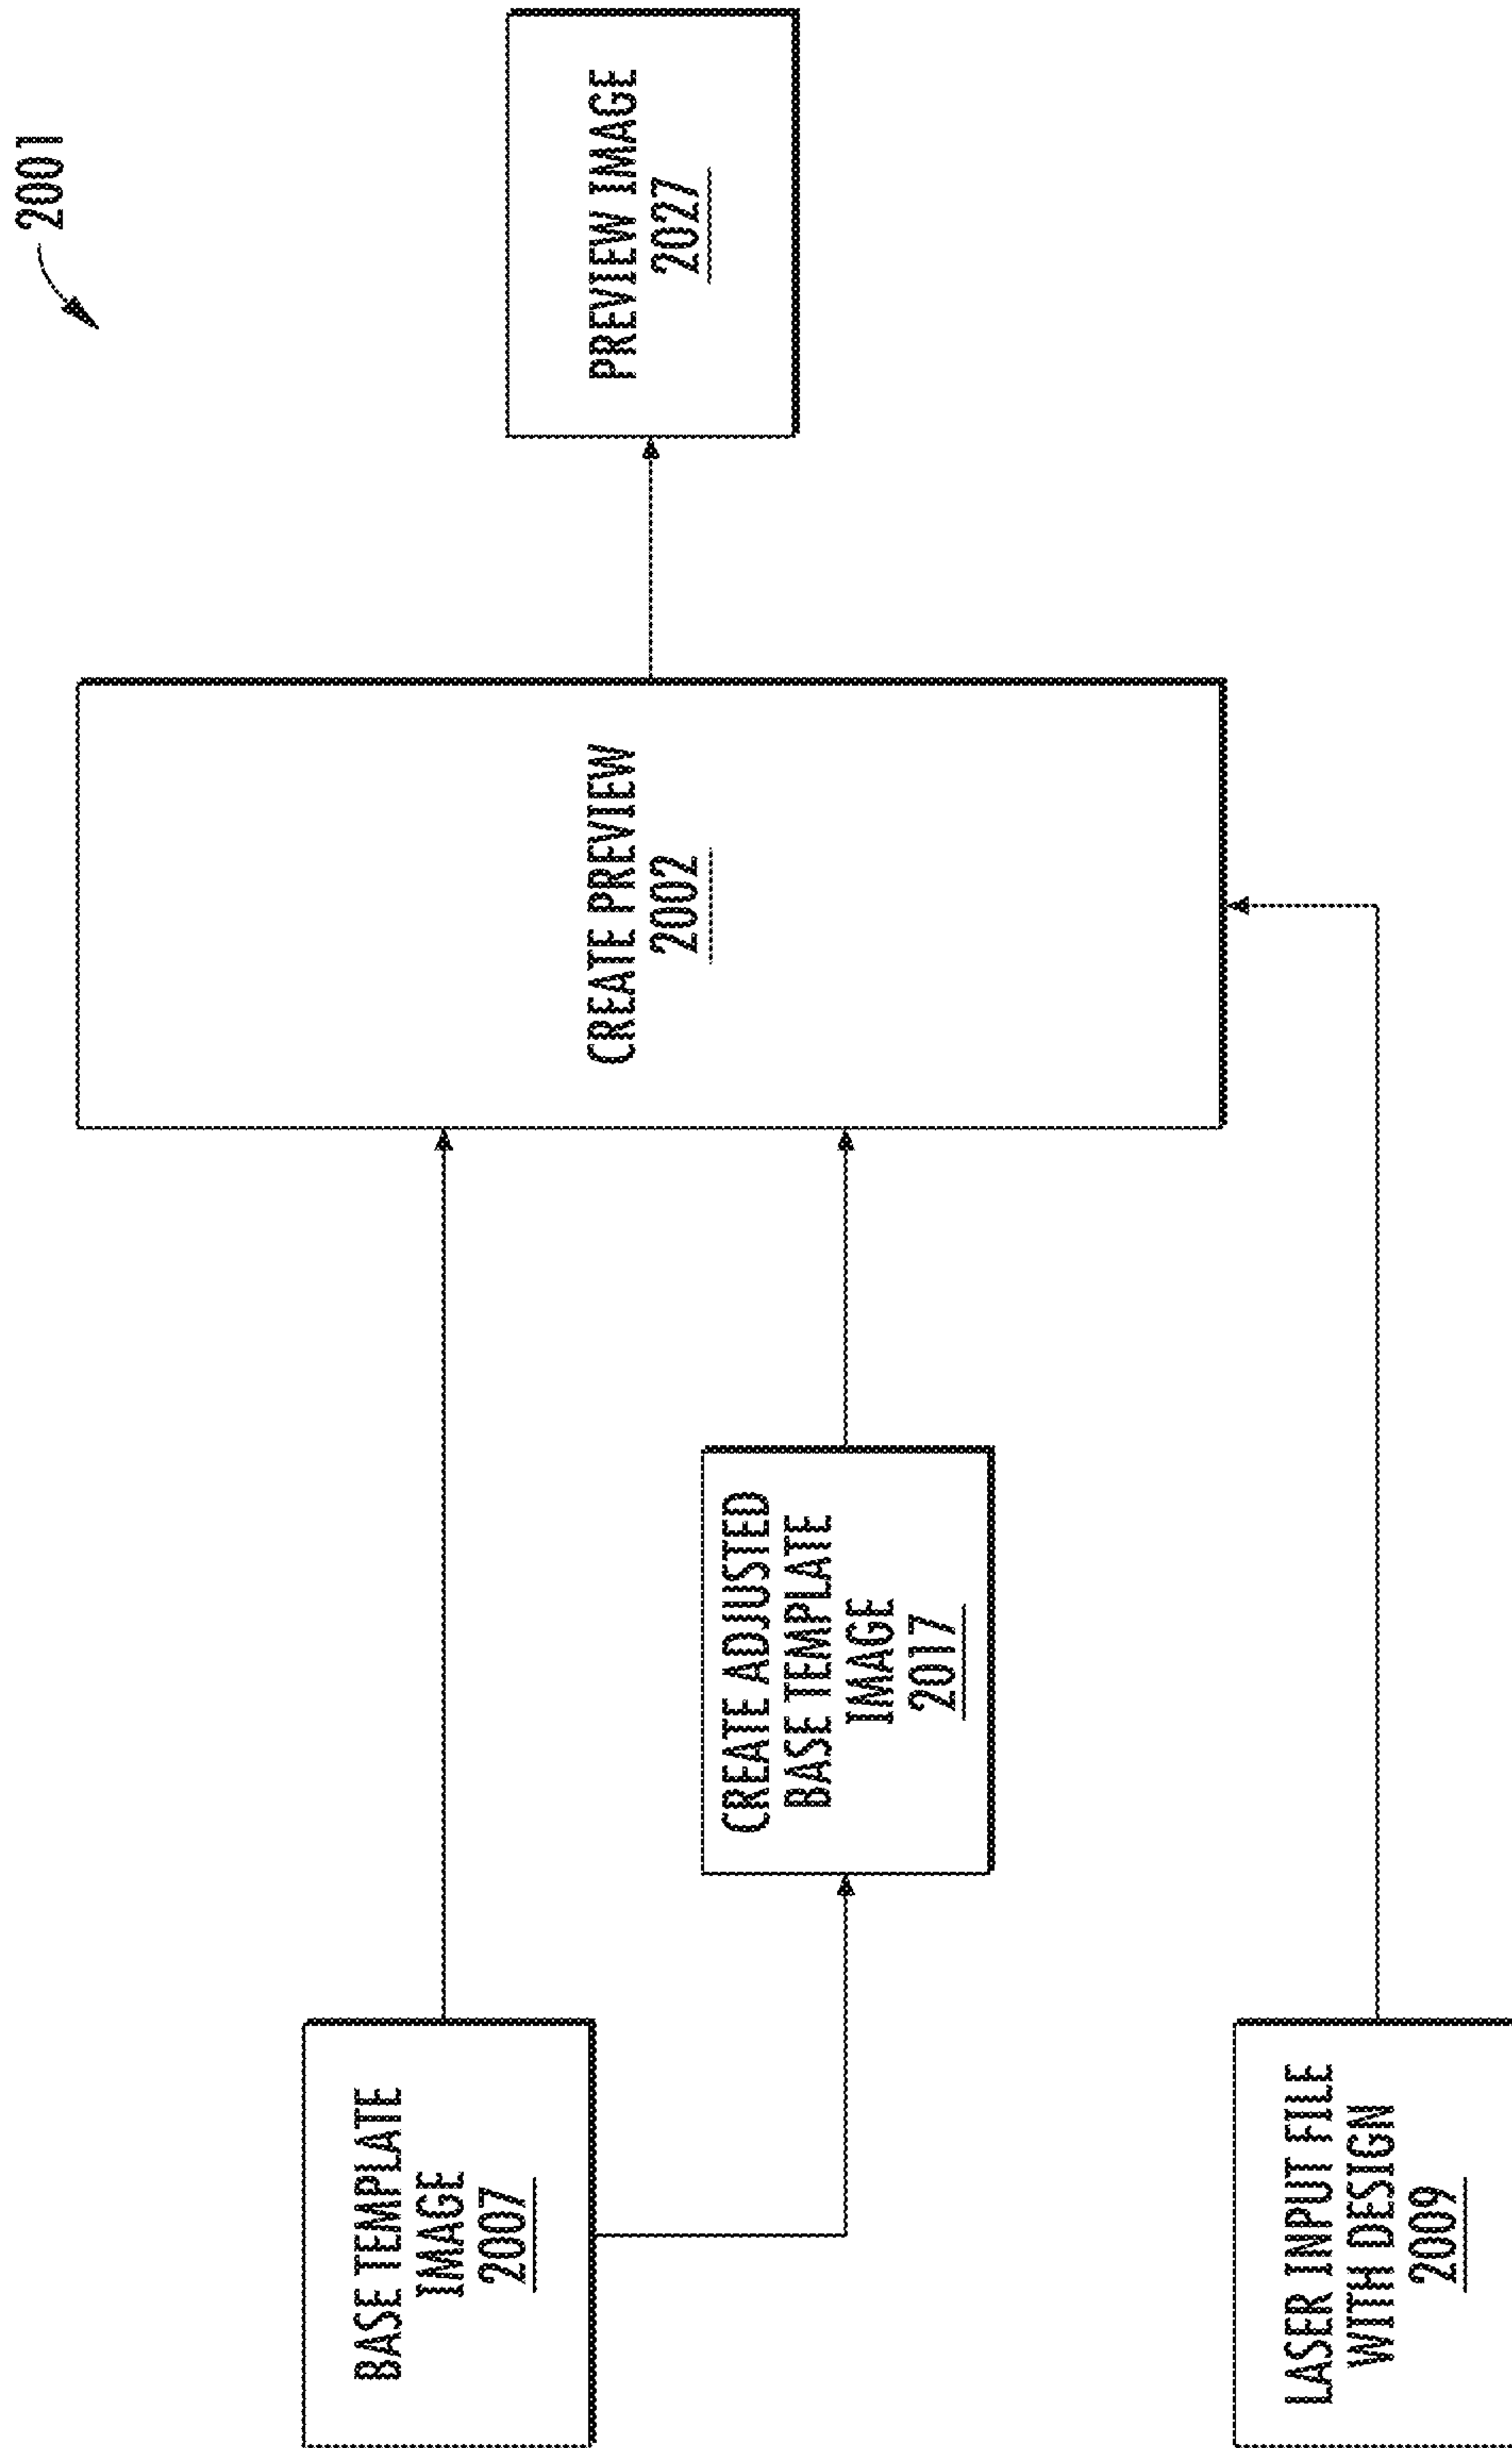 2001
BASE TEMPLATE
IMAGE
2007
CREATE ADJUSTED
BASE TEMPLATE
IMAGE
2017
LASER INPUT FILE
WITH DESIGN
2009
CREATE PREVIEW
2002
PREVIEW IMAGE
2027